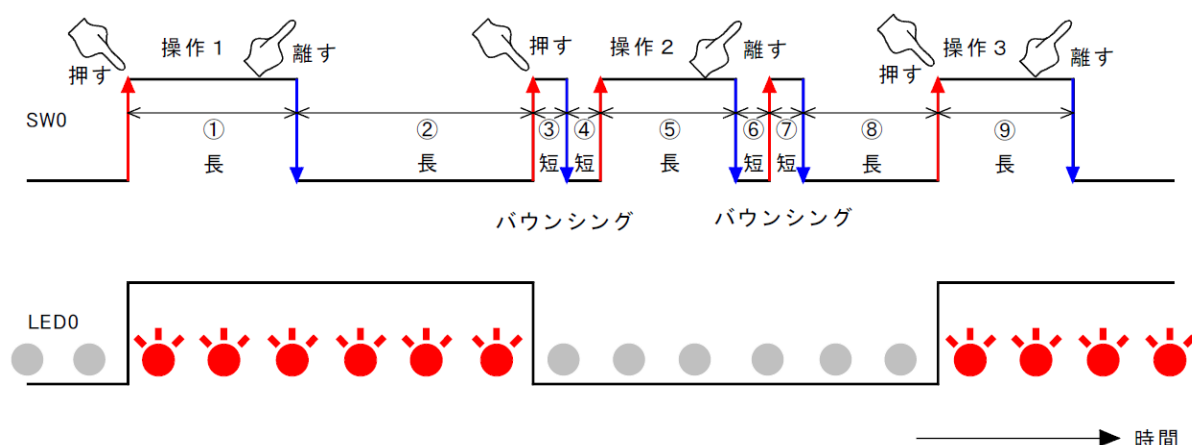 操作1
離す
押す
押す
操作2
離す
操作3
離す
押す
SW0
①
②
③
④
⑤
⑥
⑦
⑧
⑨
長
長
短
短
長
短
短
長
長
バウンシング
バウンシング
LED0
時間